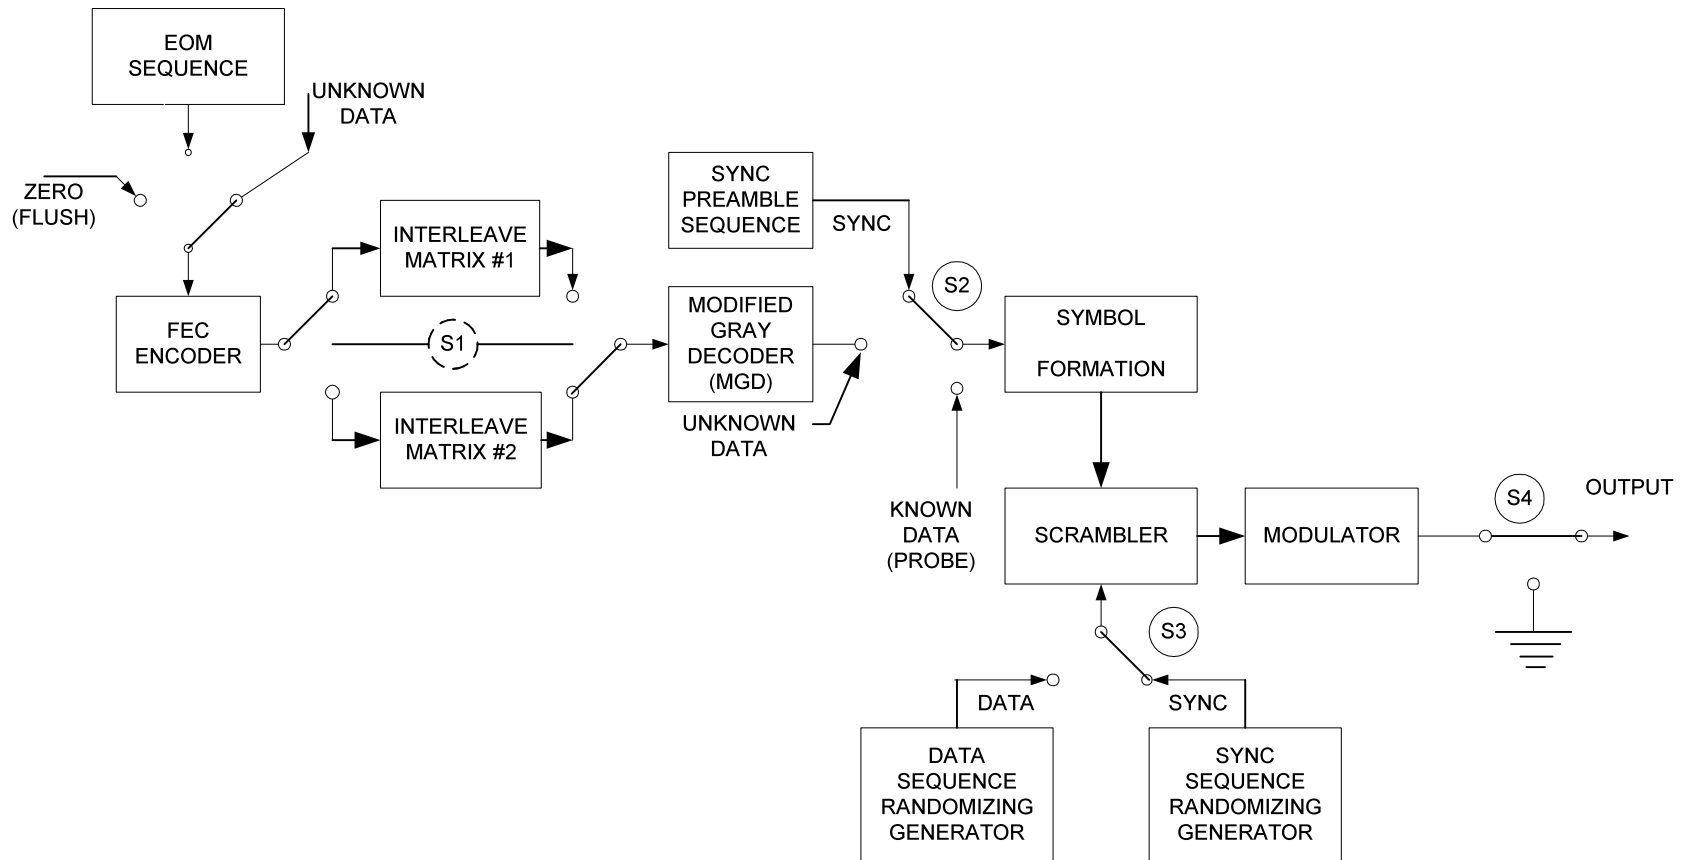 EOM
SEQUENCE
UNKNOWN
DATA
ZERO
(FLUSH)
FEC
ENCODER
INTERLEAVE
MATRIX #1
S1
INTERLEAVE
MATRIX #2
SYNC
PREAMBLE
SEQUENCE
SYNC
MODIFIED
GRAY
DECODER
(MGD)
UNKNOWN
DATA
S2
SYMBOL
FORMATION
KNOWN
DATA
(PROBE)
SCRAMBLER
MODULATOR
S4
OUTPUT
S3
DATA
SYNC
DATA
SEQUENCE
RANDOMIZING
GENERATOR
SYNC
SEQUENCE
RANDOMIZING
GENERATOR